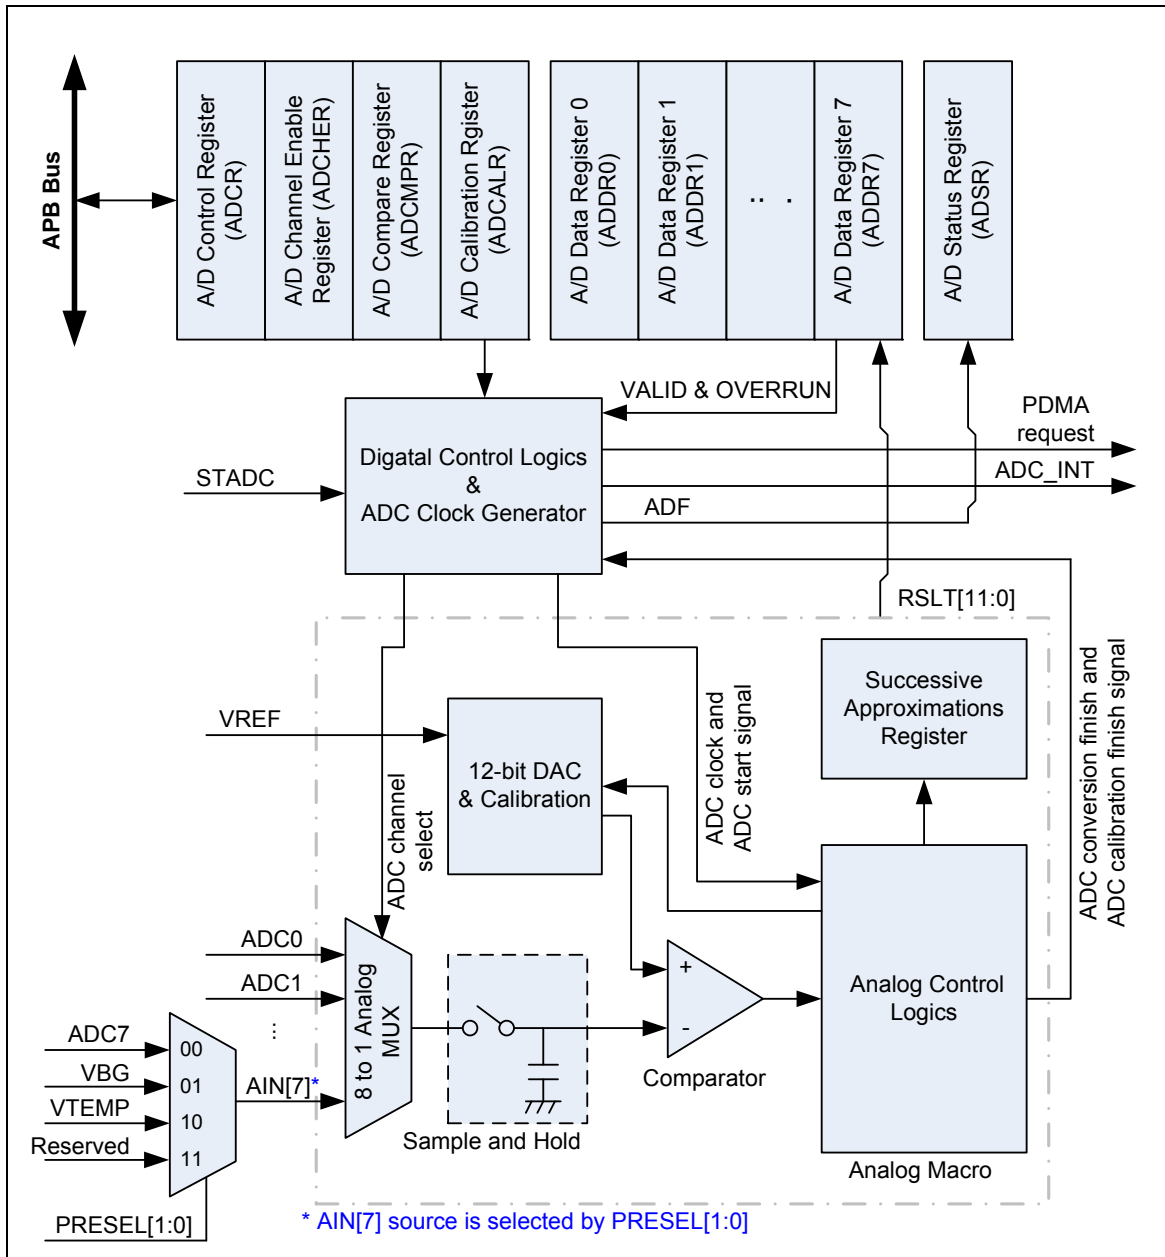 APB Bus
A/D Control Register
(ADCR)
A/D Channel Enable
Register (ADCHER)
A/D Compare Register
(ADCMPR)
A/D Calibration Rgister
(ADCALR)
A/D Data Register 0
(ADDR0)
A/D Data Register 1
(ADDR1)
.. .
A/D Data Register 7
(ADDR7)
A/D Status Register
(ADSR)
VALID & OVERRUN
PDMA
request
Digatal Control Logics
&
ADC Clock Generator
STADC
ADC_INT
ADF
RSLT[11:0]
Successive
Approximations
Register
VREF
12-bit DAC
& Calibration
ADC channel
select
ADC clock and
ADC start signal
ADC conversion finish and
ADC calibration finish signal
ADC0
ADC1
...
8 to 1 Analog
MUX
+
-
Comparator
Analog Control
Logics
ADC7
VBG
VTEMP
Reserved
00
01
10
11
AIN[7]*
Sample and Hold
Analog Macro
PRESEL[1:0]
* AIN[7] source is selected by PRESEL[1:0]